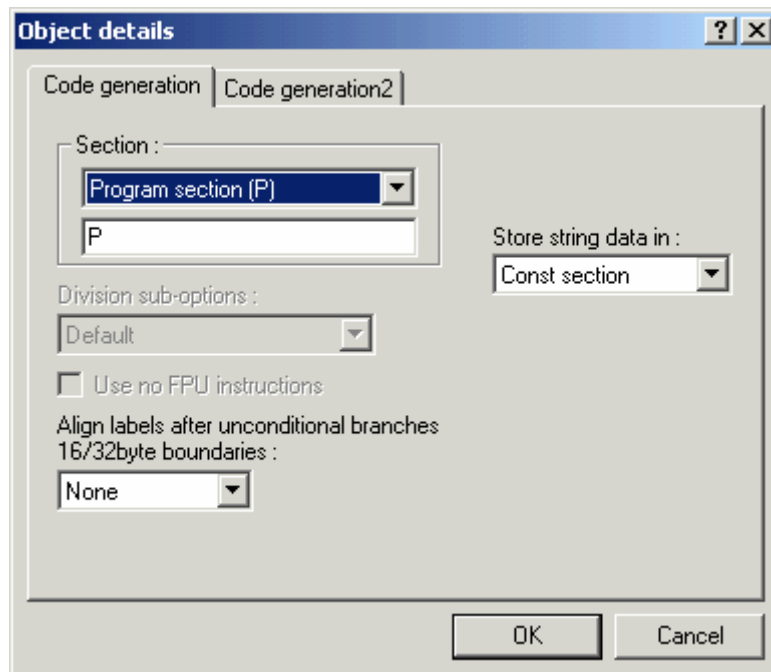 Object details
Code generation
Code generation2
Section :
Program section (P)
P
Store string data in :
Const section
Division sub-options :
Default
Use no FPU instructions
Align labels after unconditional branches
16/32byte boundaries :
None
OK
Cancel